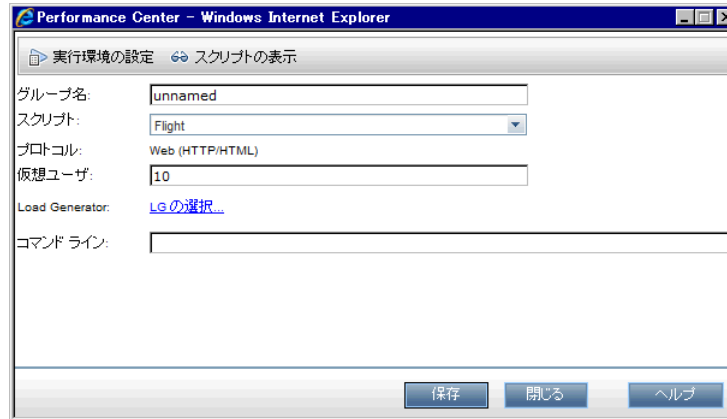 Performance Center - Windows Internet Explorer
実行環境の設定 スクリプトの表示
グループ名: unnamed
スクリプト: Flight
プロトコル: Web (HTTP/HTML)
仮想ユーザ: 10
Load Generator: LG の選択...
コマンド ライン:
保存 閉じる ヘルプ